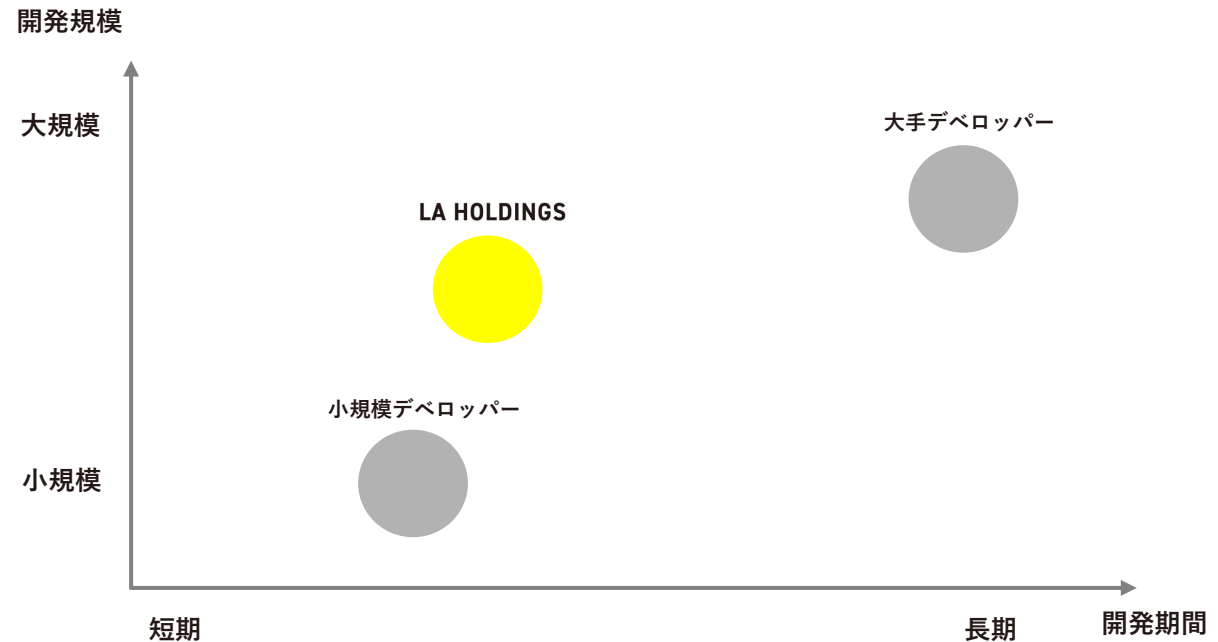 開発規模
大規模
大手デベロッパー
LA HOLDINGS
小規模デベロッパー
小規模
短期
長期
開発期間